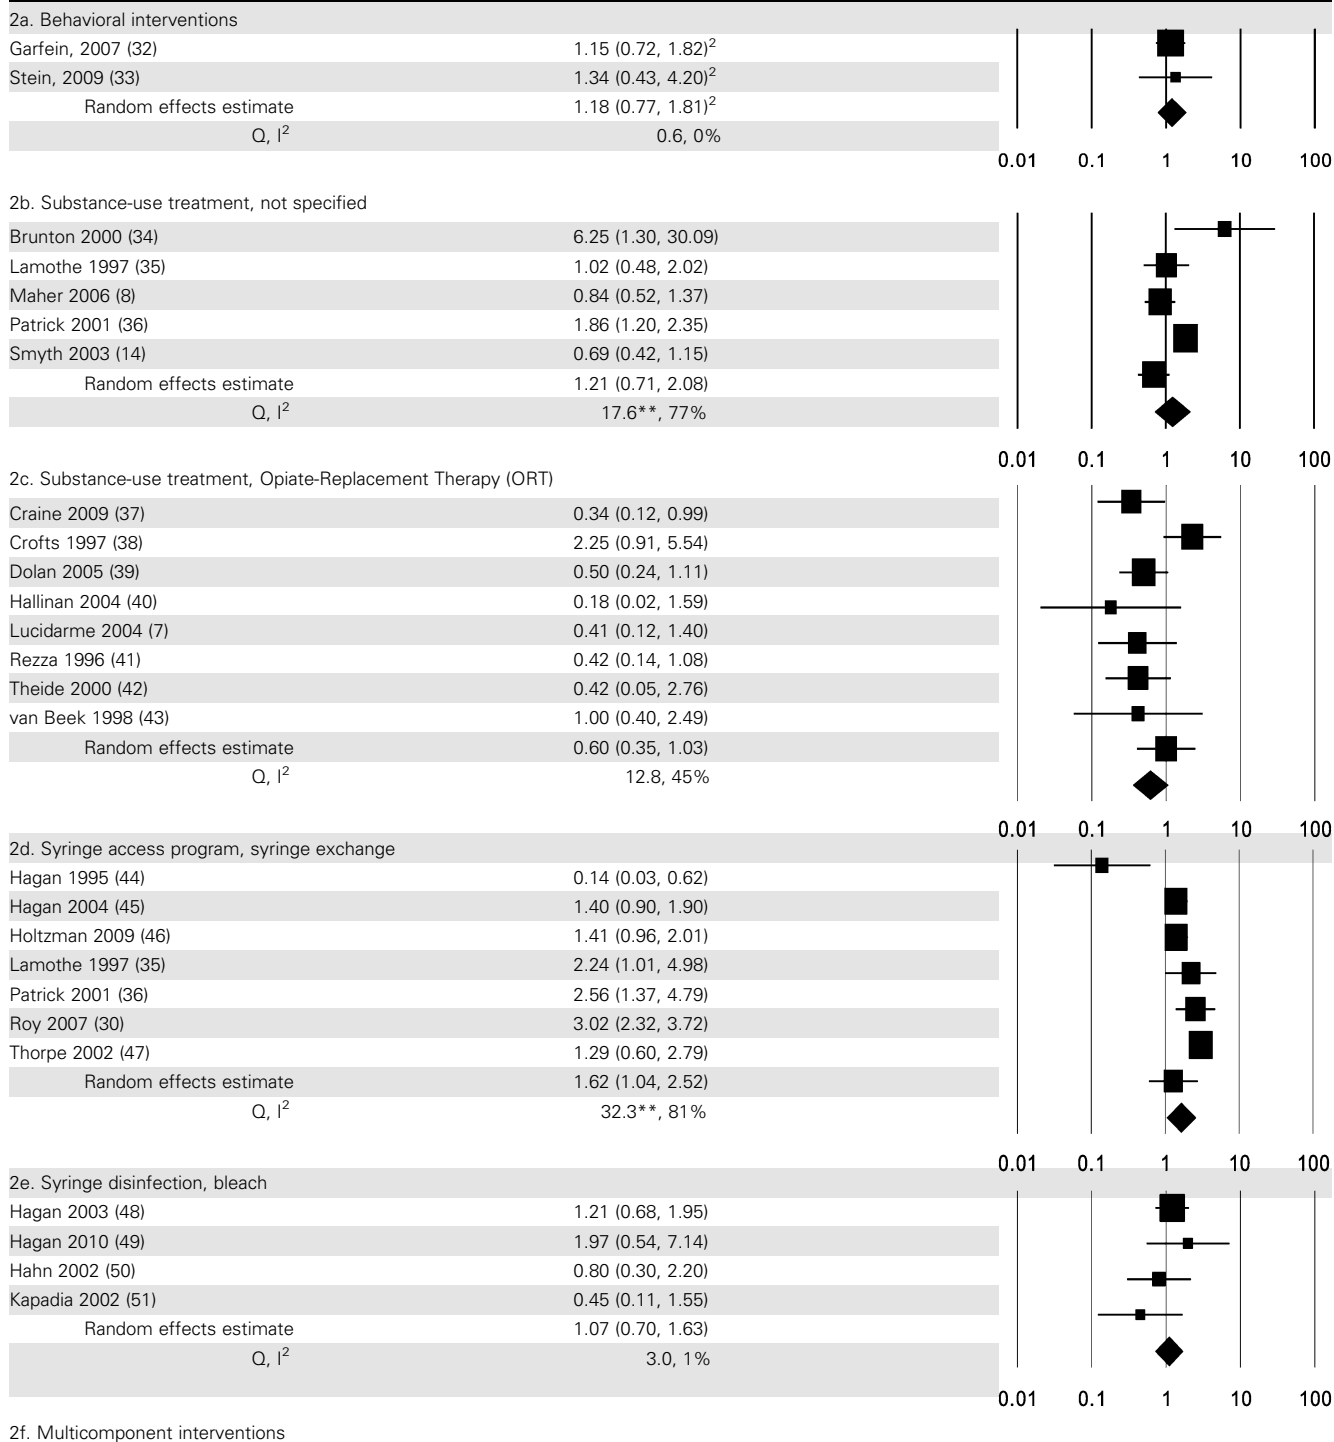 2a. Behavioral interventions
Garfein, 2007 (32) 1.15 (0.72, 1.82)²
Stein, 2009 (33) 1.34 (0.43, 4.20)²
Random effects estimate 1.18 (0.77, 1.81)²
Q, I² 0.6, 0%
0.01 0.1 1 10 100
2b. Substance-use treatment, not specified
Brunton 2000 (34) 6.25 (1.30, 30.09)
Lamothe 1997 (35) 1.02 (0.48, 2.02)
Maher 2006 (8) 0.84 (0.52, 1.37)
Patrick 2001 (36) 1.86 (1.20, 2.35)
Smyth 2003 (14) 0.69 (0.42, 1.15)
Random effects estimate 1.21 (0.71, 2.08)
Q, I² 17.6**, 77%
0.01 0.1 1 10 100
2c. Substance-use treatment, Opiate-Replacement Therapy (ORT)
Craine 2009 (37) 0.34 (0.12, 0.99)
Crofts 1997 (38) 2.25 (0.91, 5.54)
Dolan 2005 (39) 0.50 (0.24, 1.11)
Hallinan 2004 (40) 0.18 (0.02, 1.59)
Lucidarme 2004 (7) 0.41 (0.12, 1.40)
Rezza 1996 (41) 0.42 (0.14, 1.08)
Theide 2000 (42) 0.42 (0.05, 2.76)
van Beek 1998 (43) 1.00 (0.40, 2.49)
Random effects estimate 0.60 (0.35, 1.03)
Q, I² 12.8, 45%
0.01 0.1 1 10 100
2d. Syringe access program, syringe exchange
Hagan 1995 (44) 0.14 (0.03, 0.62)
Hagan 2004 (45) 1.40 (0.90, 1.90)
Holtzman 2009 (46) 1.41 (0.96, 2.01)
Lamothe 1997 (35) 2.24 (1.01, 4.98)
Patrick 2001 (36) 2.56 (1.37, 4.79)
Roy 2007 (30) 3.02 (2.32, 3.72)
Thorpe 2002 (47) 1.29 (0.60, 2.79)
Random effects estimate 1.62 (1.04, 2.52)
Q, I² 32.3**, 81%
0.01 0.1 1 10 100
2e. Syringe disinfection, bleach
Hagan 2003 (48) 1.21 (0.68, 1.95)
Hagan 2010 (49) 1.97 (0.54, 7.14)
Hahn 2002 (50) 0.80 (0.30, 2.20)
Kapadia 2002 (51) 0.45 (0.11, 1.55)
Random effects estimate 1.07 (0.70, 1.63)
Q, I² 3.0, 1%
0.01 0.1 1 10 100
2f. Multicomponent interventions